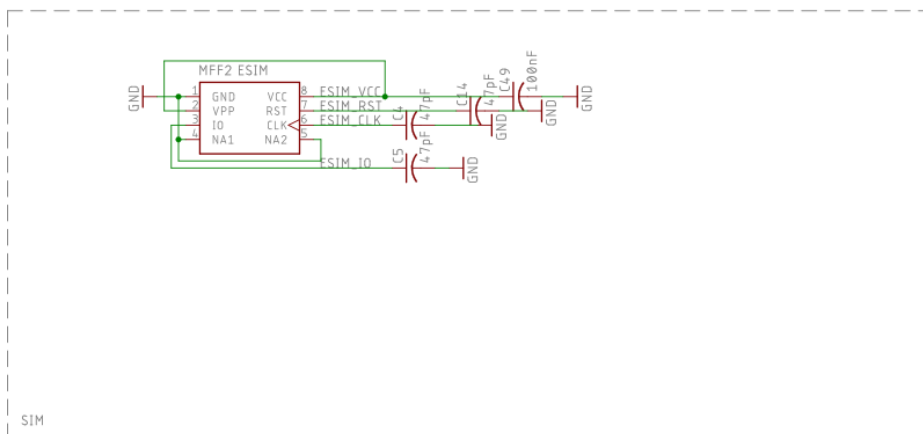 MFF2 ESIM
GND
1 GND VCC 8 ESIM_VCC
2 VPP RST 7 ESIM_RST
3 IO CLK 6 ESIM_CLK
4 NA1 NA2 5
ESIM_IO
C4
47pF
C14
47pF
C49
100nF
GND
GND
GND
C5
47pF
GND
SIM